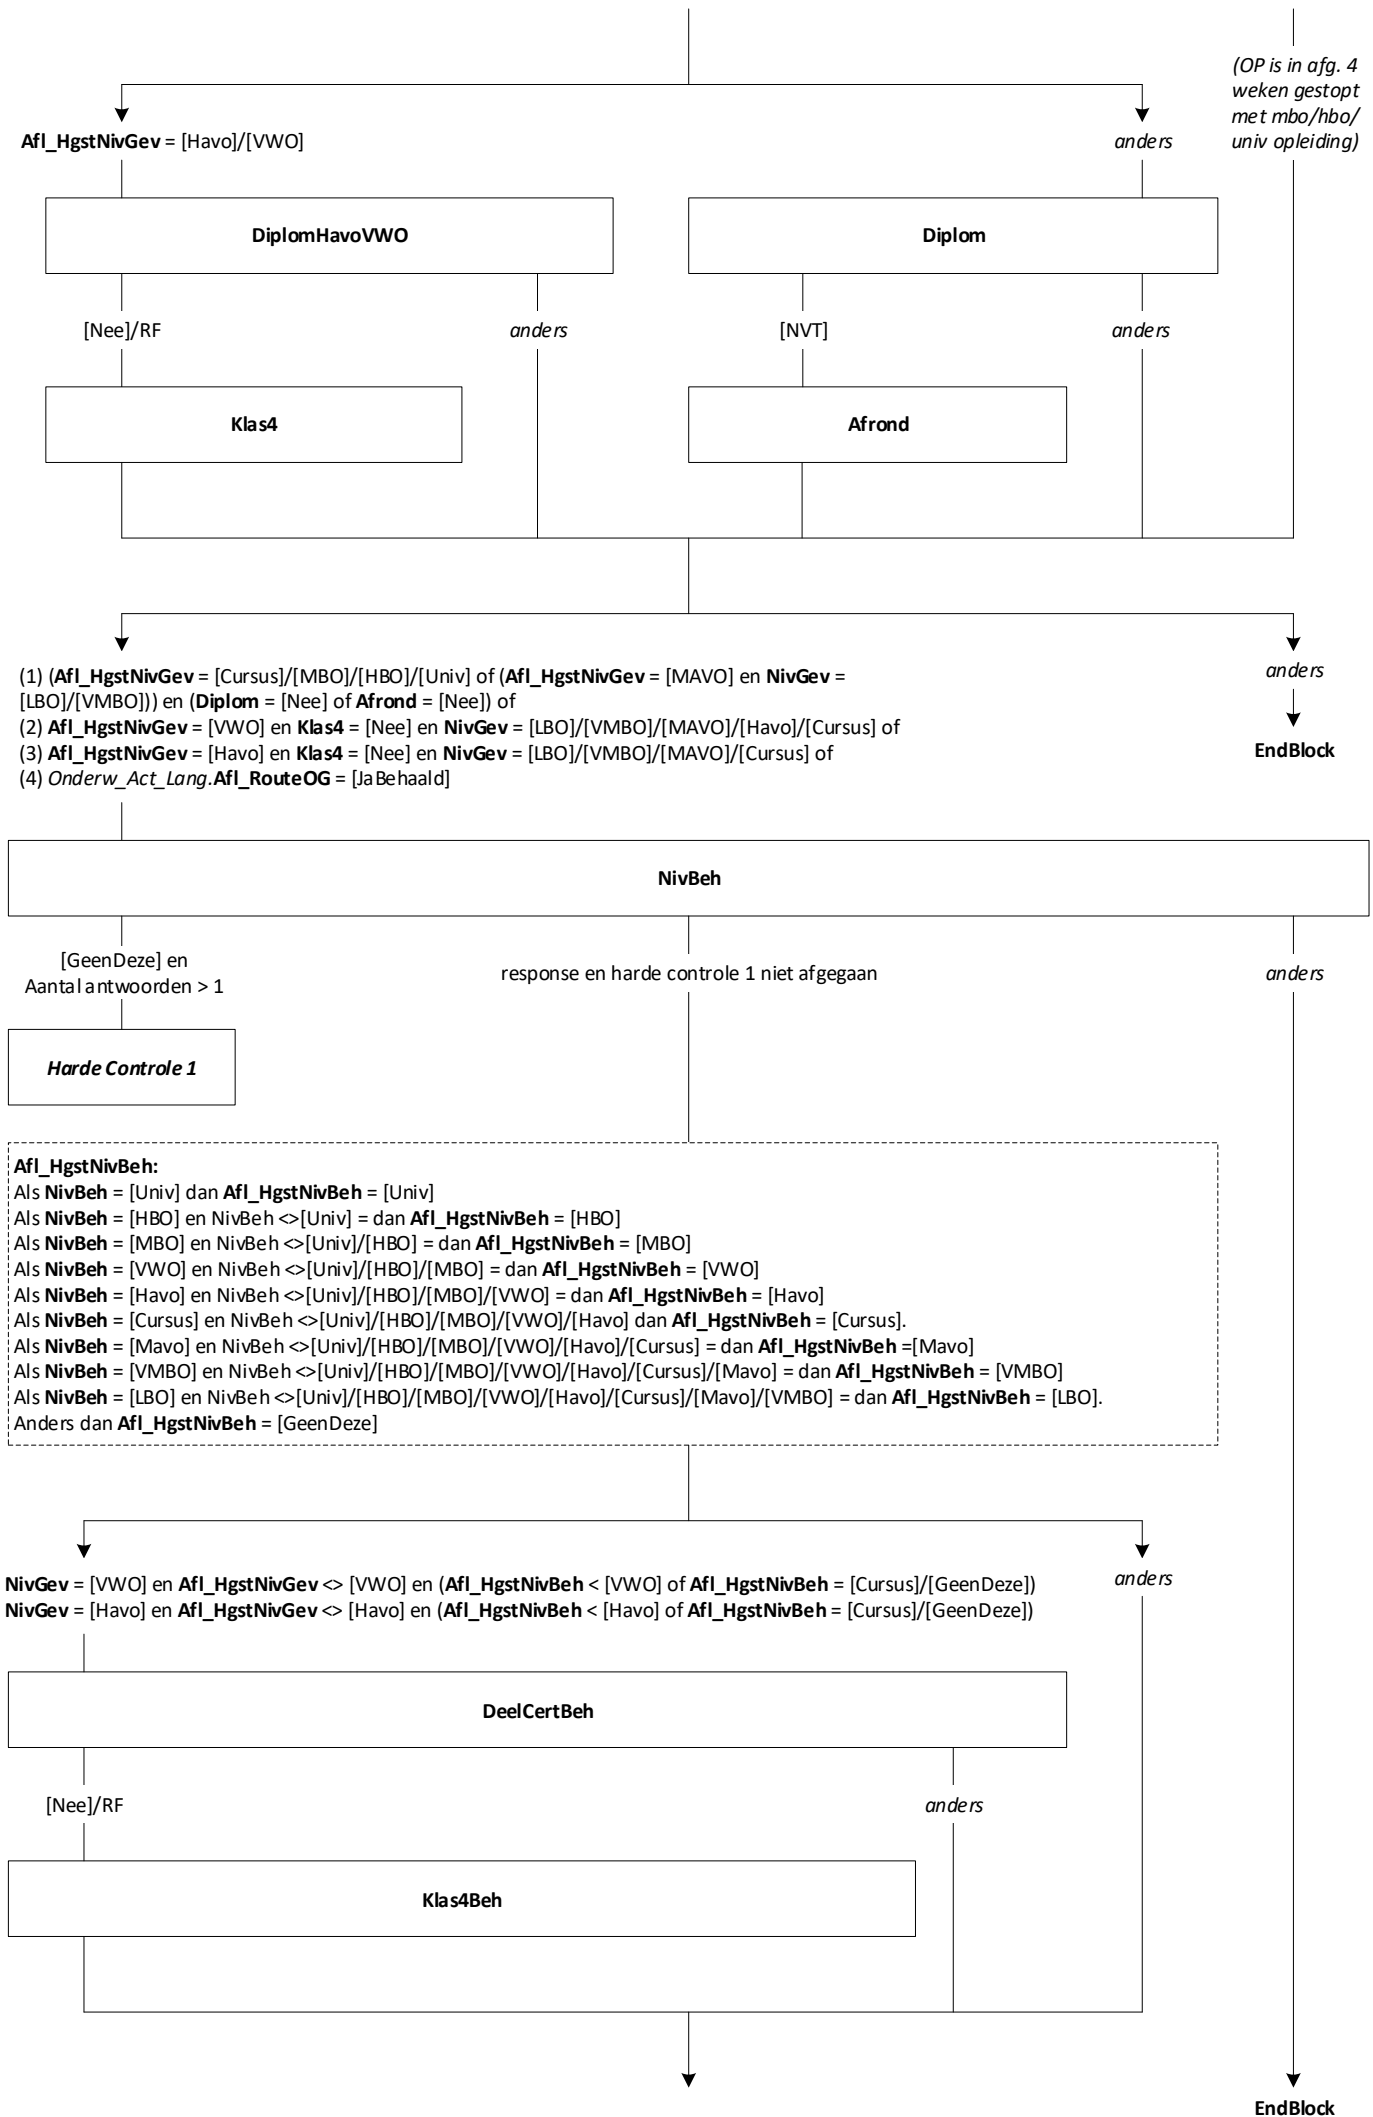 (OP is in afg. 4
weken gestopt
met mbo/hbo/
univ opleiding)
Afl_HgstNivGev = [Havo]/[VWO]
anders
DiplomHavoVWO
Diplom
[Nee]/RF
anders
[NVT]
anders
Klas4
Afrond
(1) (Afl_HgstNivGev = [Cursus]/[MBO]/[HBO]/[Univ] of (Afl_HgstNivGev = [MAVO] en NivGev =
[LBO]/[VMBO])) en (Diplom = [Nee] of Afrond = [Nee]) of
(2) Afl_HgstNivGev = [VWO] en Klas4 = [Nee] en NivGev = [LBO]/[VMBO]/[MAVO]/[Havo]/[Cursus] of
(3) Afl_HgstNivGev = [Havo] en Klas4 = [Nee] en NivGev = [LBO]/[VMBO]/[MAVO]/[Cursus] of
(4) Onderw_Act_Lang.Afl_RouteOG = [JaBehaald]
anders
EndBlock
NivBeh
[GeenDeze] en
Aantal antwoorden > 1
response en harde controle 1 niet afgegaan
anders
Harde Controle 1
Afl_HgstNivBeh:
Als NivBeh = [Univ] dan Afl_HgstNivBeh = [Univ]
Als NivBeh = [HBO] en NivBeh <>[Univ] = dan Afl_HgstNivBeh = [HBO]
Als NivBeh = [MBO] en NivBeh <>[Univ]/[HBO] = dan Afl_HgstNivBeh = [MBO]
Als NivBeh = [VWO] en NivBeh <>[Univ]/[HBO]/[MBO] = dan Afl_HgstNivBeh = [VWO]
Als NivBeh = [Havo] en NivBeh <>[Univ]/[HBO]/[MBO]/[VWO] = dan Afl_HgstNivBeh = [Havo]
Als NivBeh = [Cursus] en NivBeh <>[Univ]/[HBO]/[MBO]/[VWO]/[Havo] dan Afl_HgstNivBeh = [Cursus].
Als NivBeh = [Mavo] en NivBeh <>[Univ]/[HBO]/[MBO]/[VWO]/[Havo]/[Cursus] = dan Afl_HgstNivBeh =[Mavo]
Als NivBeh = [VMBO] en NivBeh <>[Univ]/[HBO]/[MBO]/[VWO]/[Havo]/[Cursus]/[Mavo] = dan Afl_HgstNivBeh = [VMBO]
Als NivBeh = [LBO] en NivBeh <>[Univ]/[HBO]/[MBO]/[VWO]/[Havo]/[Cursus]/[Mavo]/[VMBO] = dan Afl_HgstNivBeh = [LBO].
Anders dan Afl_HgstNivBeh = [GeenDeze]
NivGev = [VWO] en Afl_HgstNivGev <> [VWO] en (Afl_HgstNivBeh < [VWO] of Afl_HgstNivBeh = [Cursus]/[GeenDeze])
NivGev = [Havo] en Afl_HgstNivGev <> [Havo] en (Afl_HgstNivBeh < [Havo] of Afl_HgstNivBeh = [Cursus]/[GeenDeze])
anders
DeelCertBeh
[Nee]/RF
anders
Klas4Beh
EndBlock